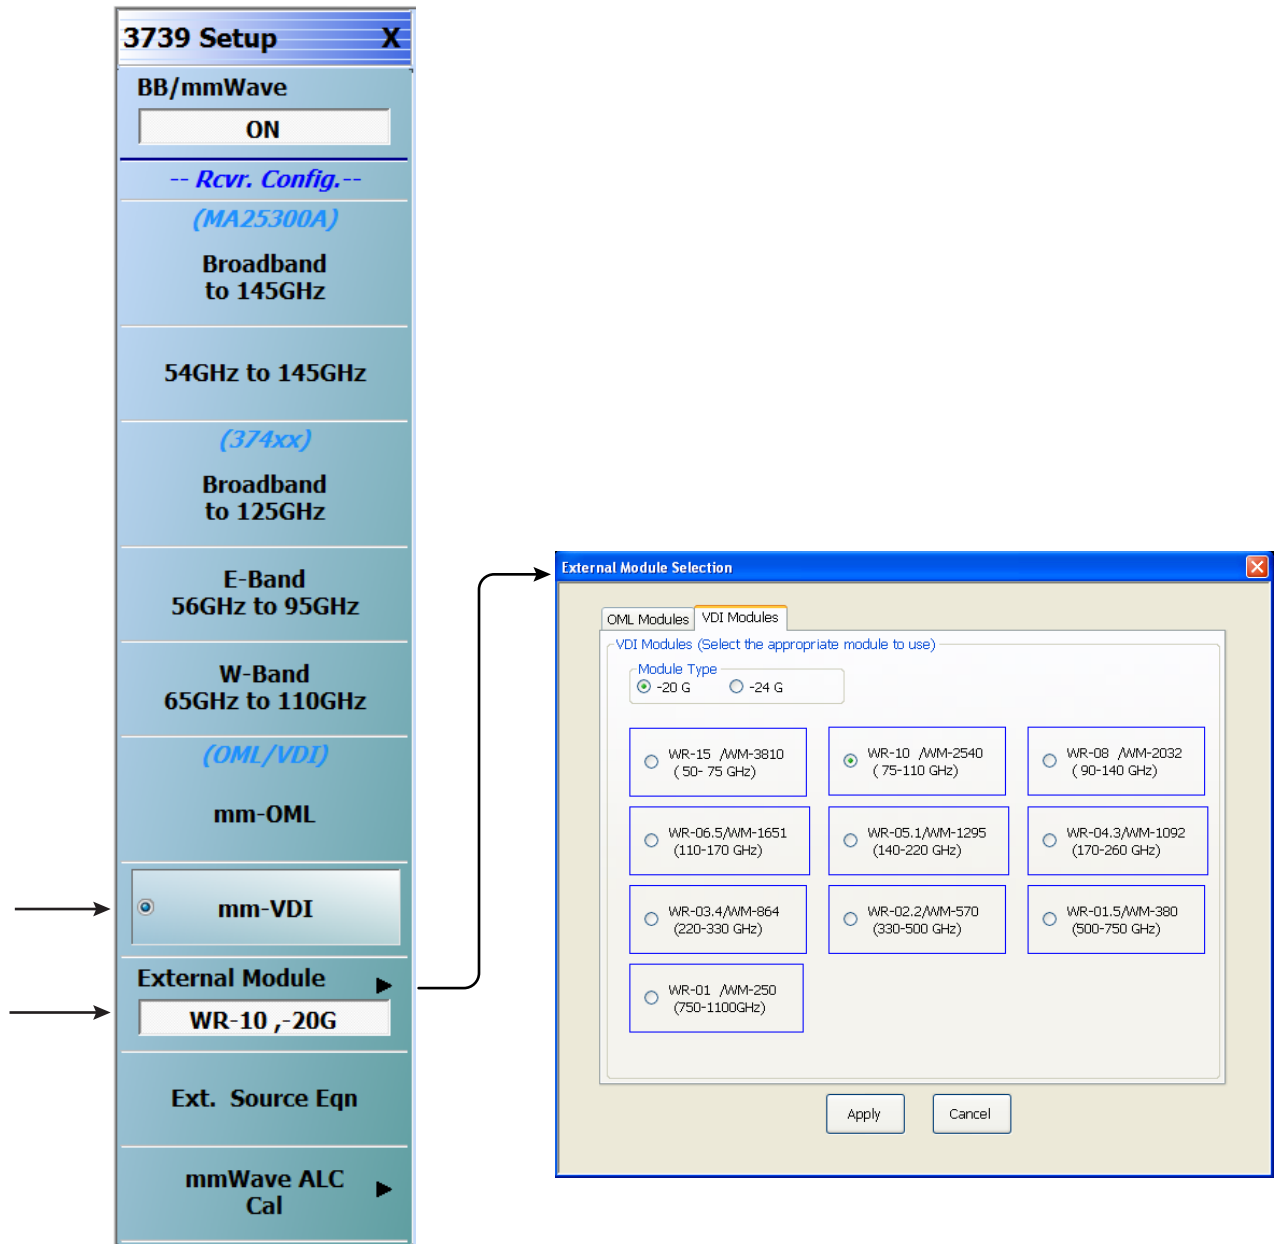 3739 Setup X
BB/mmWave
ON
-- Rcvr. Config.--
(MA25300A)
Broadband
to 145GHz
54GHz to 145GHz
(374xx)
Broadband
to 125GHz
E-Band
56GHz to 95GHz
W-Band
65GHz to 110GHz
(OML/VDI)
mm-OML
mm-VDI
External Module
WR-10 ,-20G
Ext. Source Eqn
mmWave ALC
Cal
External Module Selection
OML Modules VDI Modules
VDI Modules (Select the appropriate module to use)
Module Type
-20 G -24 G
WR-15 /WM-3810
( 50- 75 GHz)
WR-10 /WM-2540
( 75-110 GHz)
WR-08 /WM-2032
( 90-140 GHz)
WR-06.5/WM-1651
(110-170 GHz)
WR-05.1/WM-1295
(140-220 GHz)
WR-04.3/WM-1092
(170-260 GHz)
WR-03.4/WM-864
(220-330 GHz)
WR-02.2/WM-570
(330-500 GHz)
WR-01.5/WM-380
(500-750 GHz)
WR-01 /WM-250
(750-1100GHz)
Apply Cancel